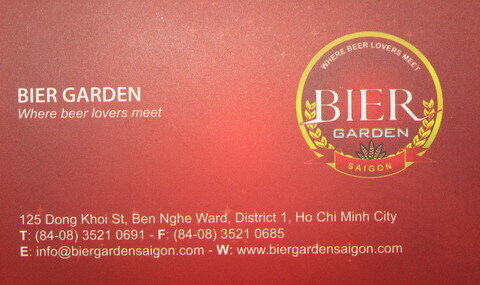 WHERE BEER LOVERS MEET
BIER
GARDEN
SAIGON
BIER GARDEN
Where beer lovers meet
125 Dong Khoi St, Ben Nghe Ward, District 1, Ho Chi Minh City
T: (84-08) 3521 0691 - F: (84-08) 3521 0685
E: info@biergardensaigon.com - W: www.biergardensaigon.com